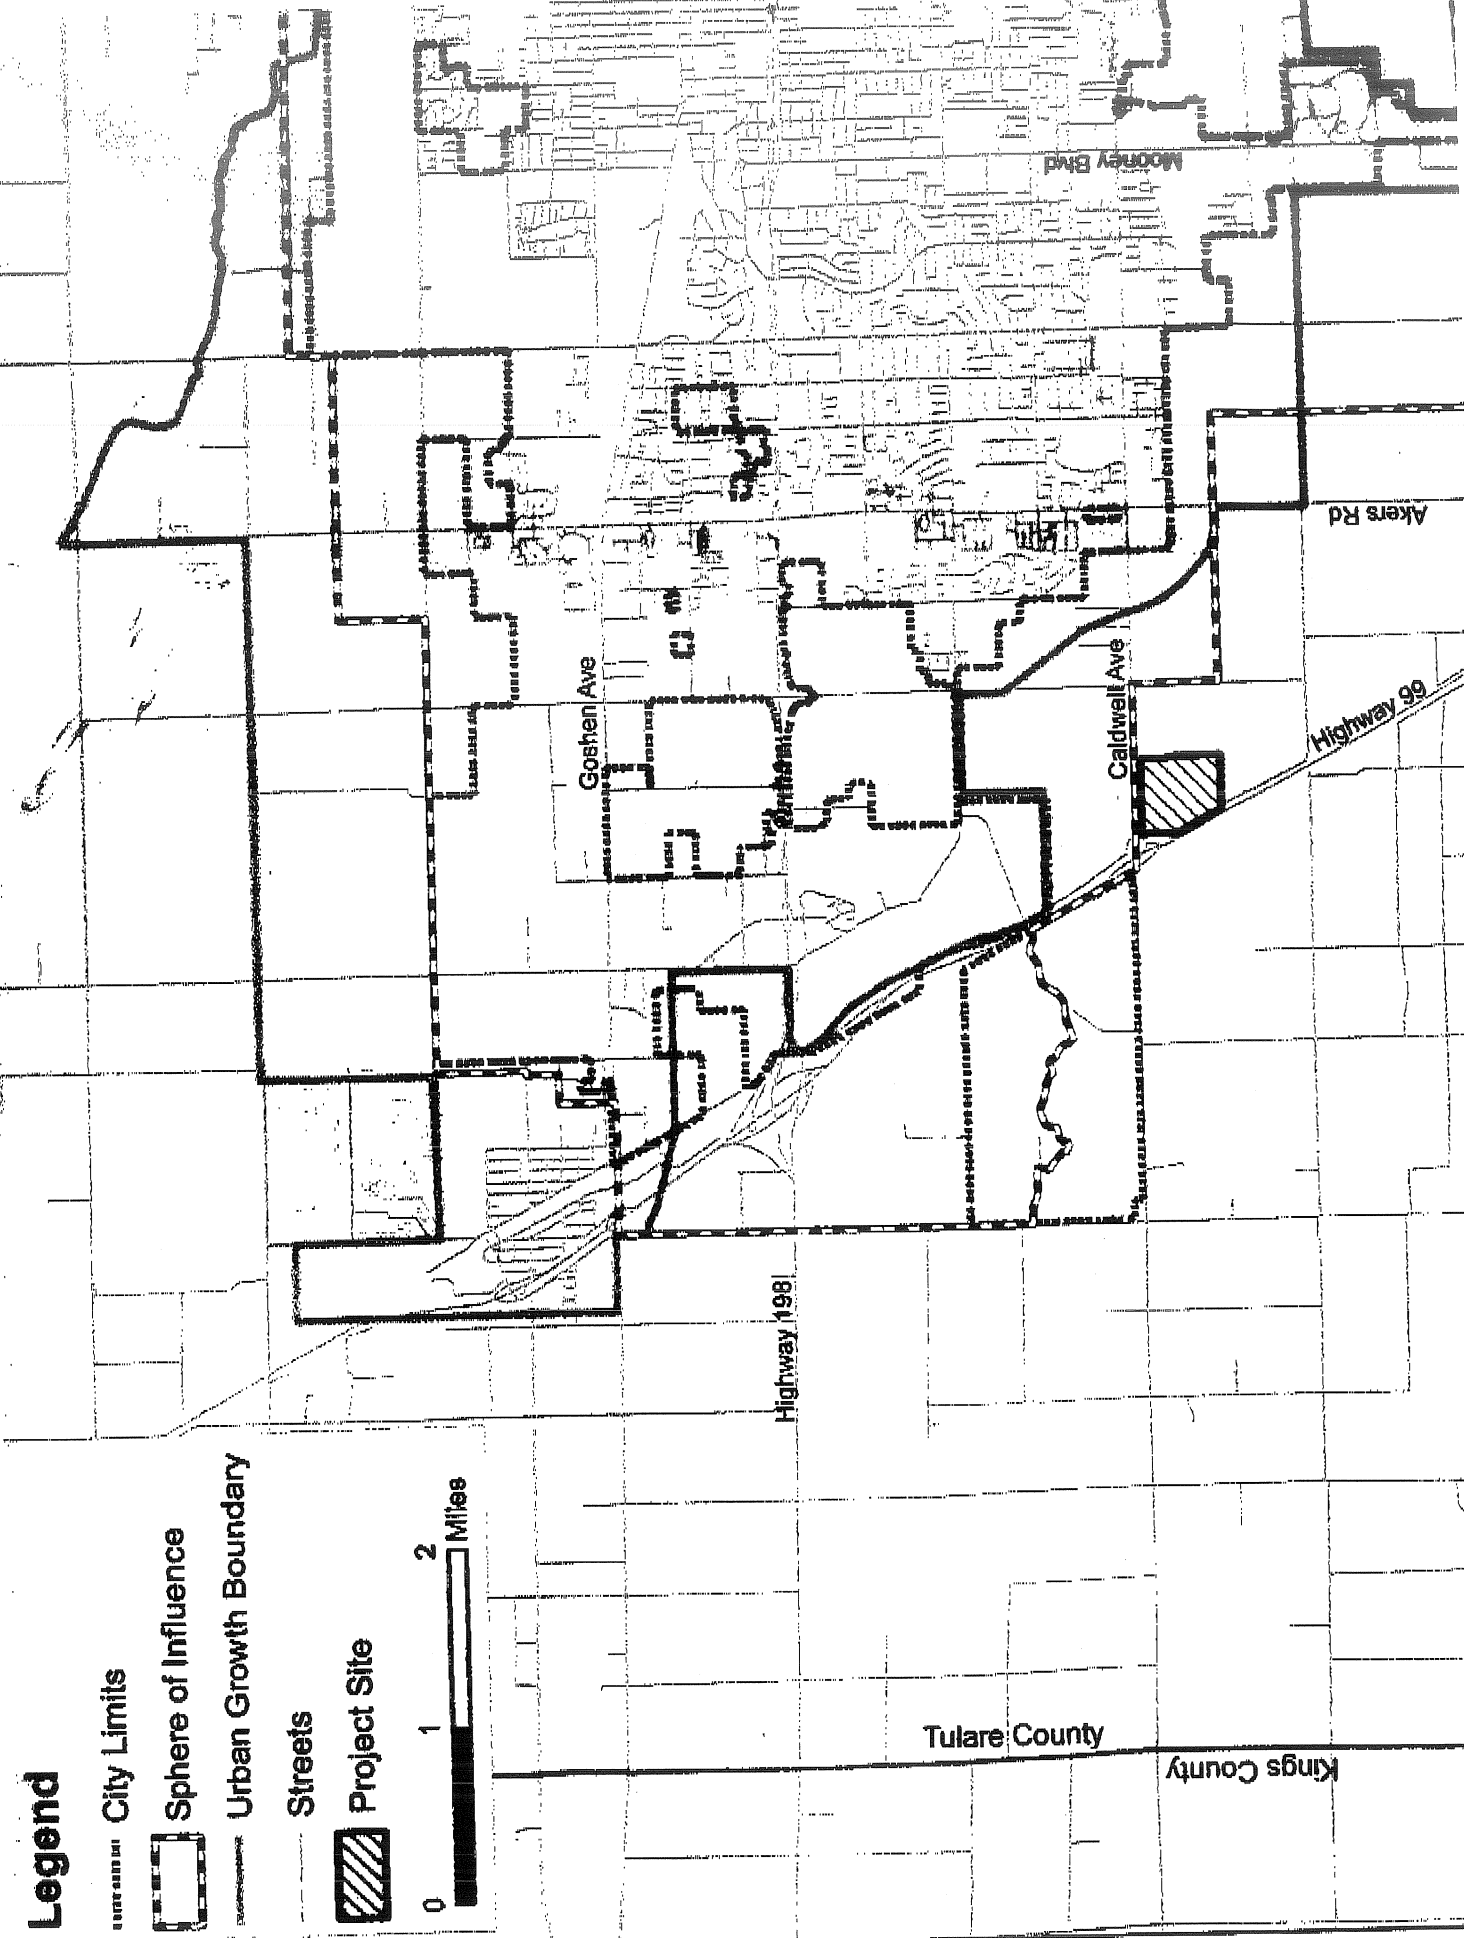 Legend
City Limits
Sphere of Influence
Urban Growth Boundary
Streets
Project Site
0 1 2
Miles
Goshen Ave
Highway 198
Caldwell Ave
Highway 99
Akers Rd
Mooney Blvd
Tulare County
Kings County